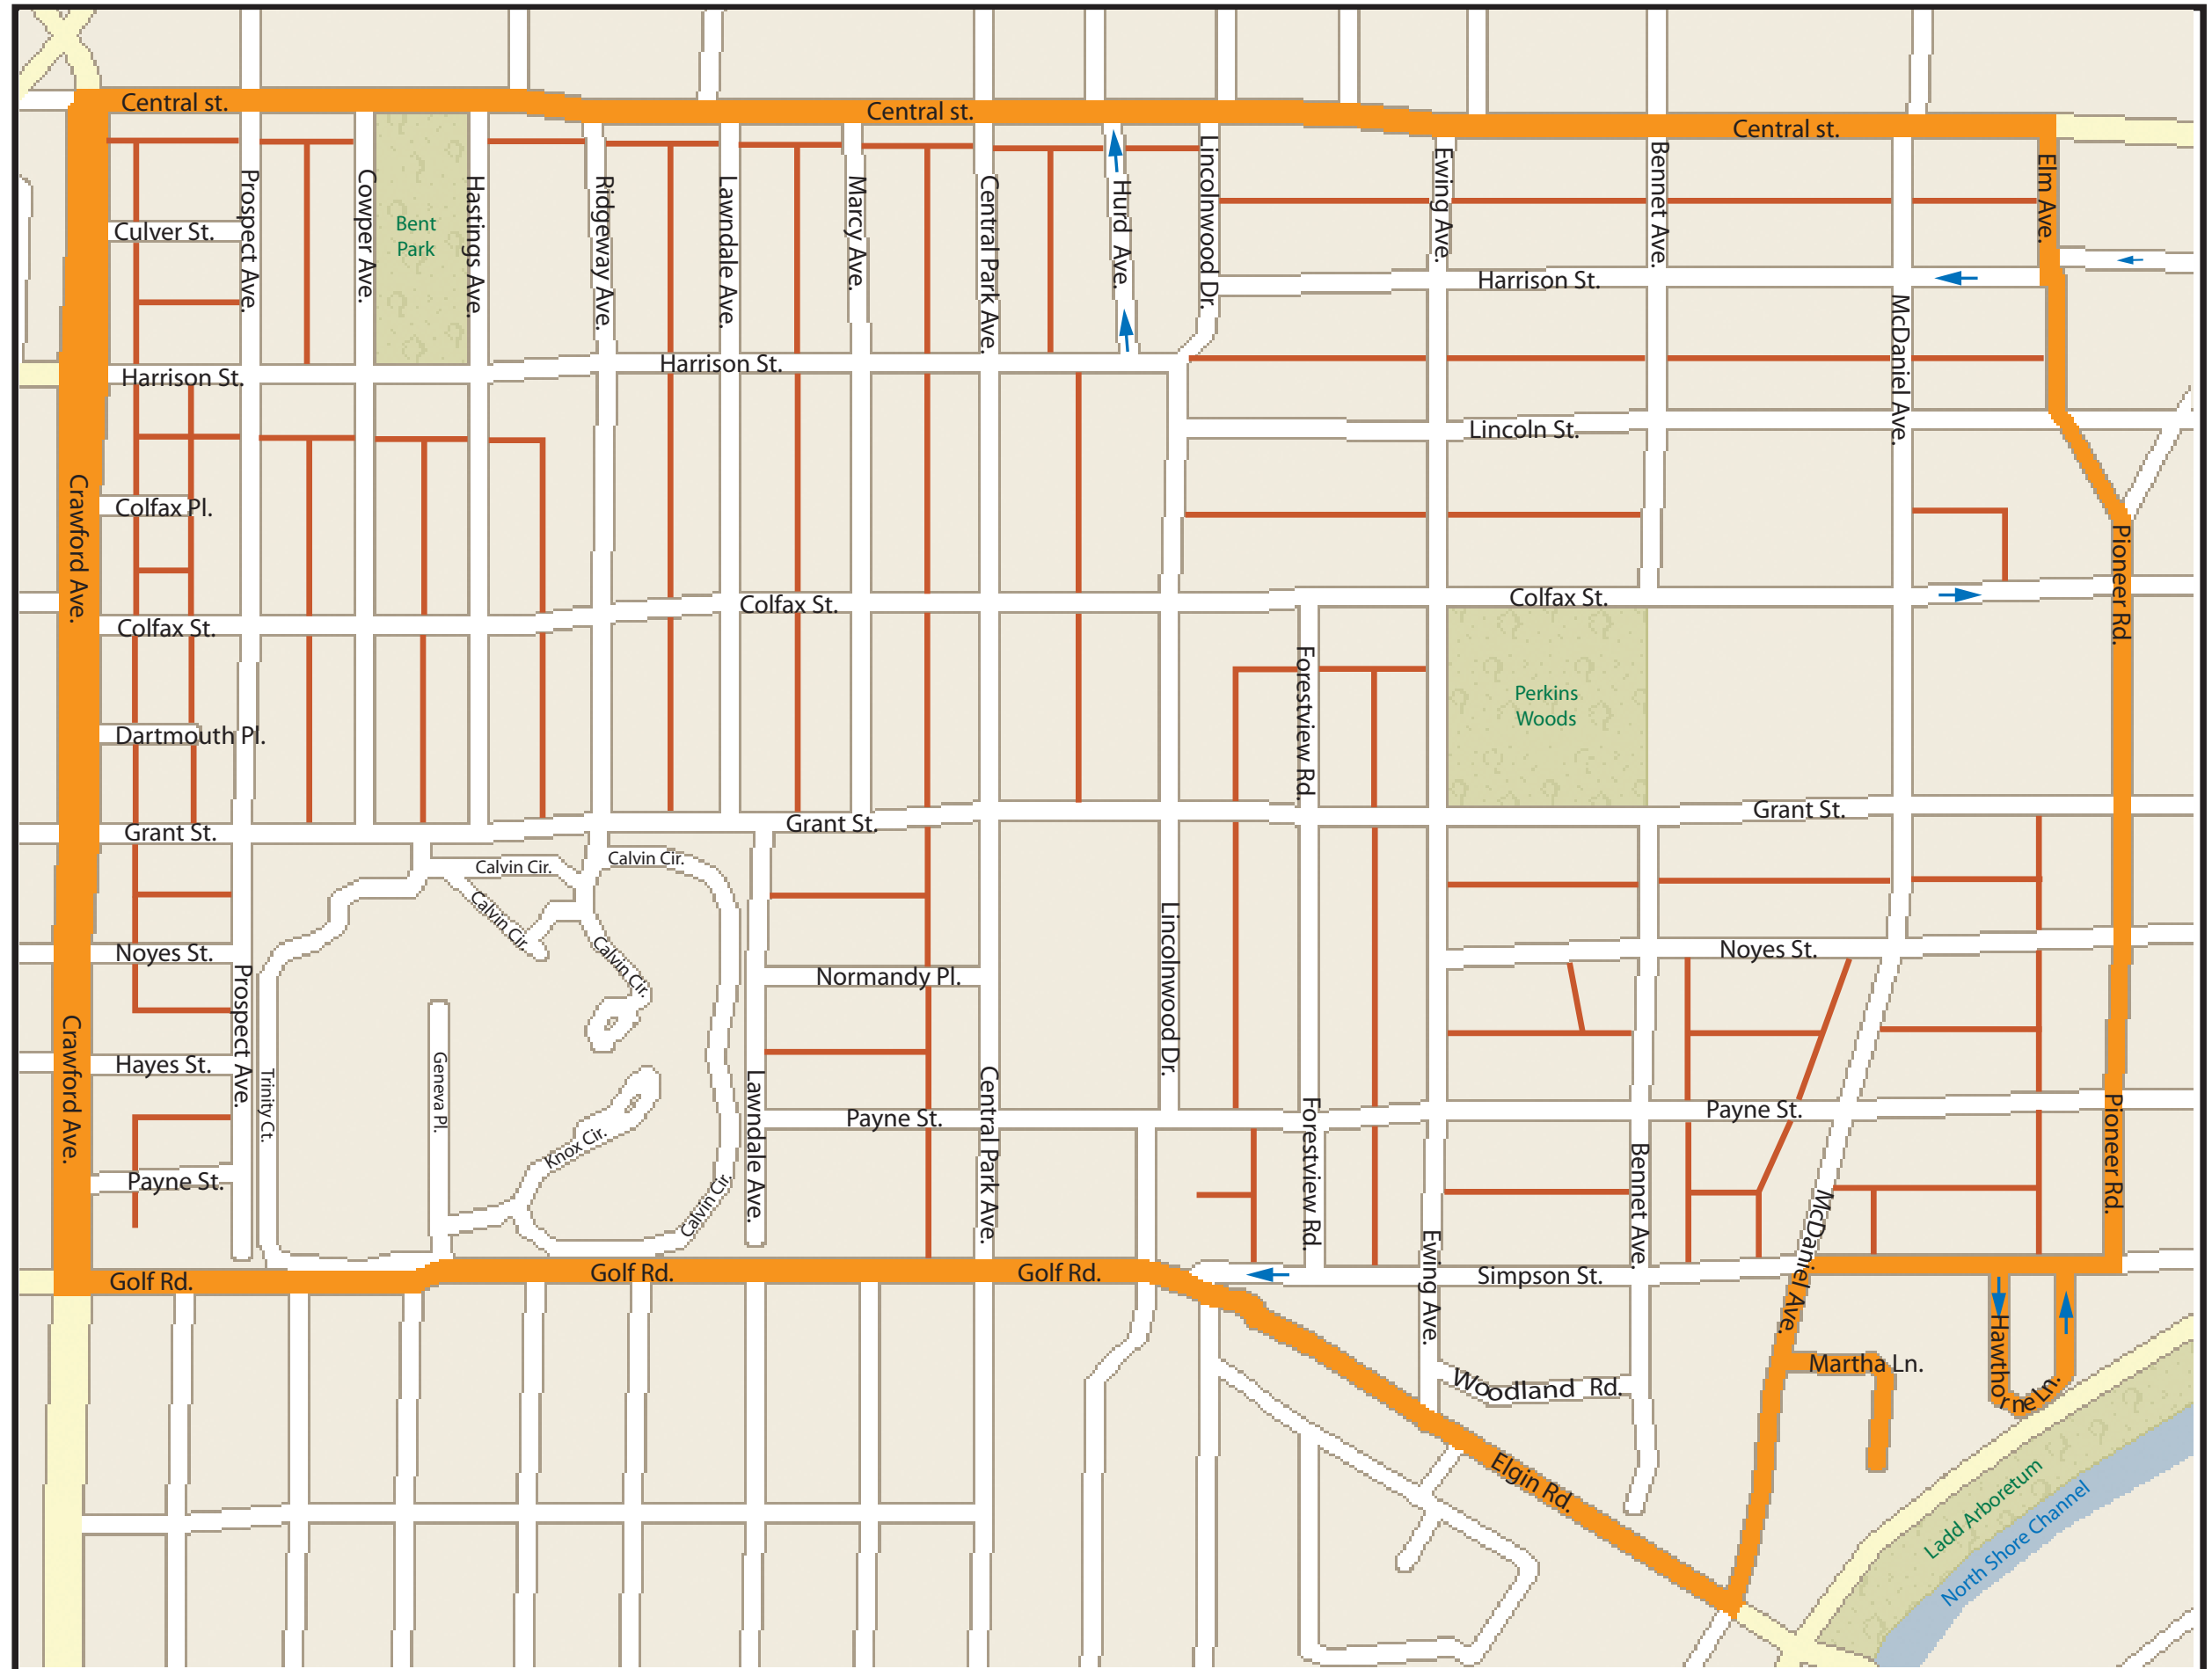 Central st.
Central st.
Central st.
Culver St.
Prospect Ave.
Cowper Ave.
Bent
Park
Hastings Ave.
Ridgeway Ave.
Lawndale Ave.
Marcy Ave.
Central Park Ave.
Hurd Ave.
Lincolnwood Dr.
Ewing Ave.
Bennet Ave.
Elm Ave.
Harrison St.
McDaniel Ave.
Harrison St.
Harrison St.
Lincoln St.
Crawford Ave.
Colfax Pl.
Pioneer Rd.
Colfax St.
Colfax St.
Colfax St.
Forestview Rd.
Perkins
Woods
Dartmouth Pl.
Grant St.
Grant St.
Grant St.
Calvin Cir.
Calvin Cir.
Calvin Cir.
Calvin Cir.
Lincolnwood Dr.
Noyes St.
Noyes St.
Prospect Ave.
Normandy Pl.
Crawford Ave.
Hayes St.
Trinity Ct.
Geneva Pl.
Lawndale Ave.
Central Park Ave.
Payne St.
Payne St.
Forestview Rd.
Pioneer Rd.
Knox Cir.
Bennet Ave.
Payne St.
Calvin Cir.
McDaniel Ave.
Ewing Ave.
Golf Rd.
Golf Rd.
Golf Rd.
Simpson St.
McDaniel Ave.
Hawthorne Ln.
Martha Ln.
Woodland Rd.
Elgin Rd.
Ladd Arboretum
North Shore Channel